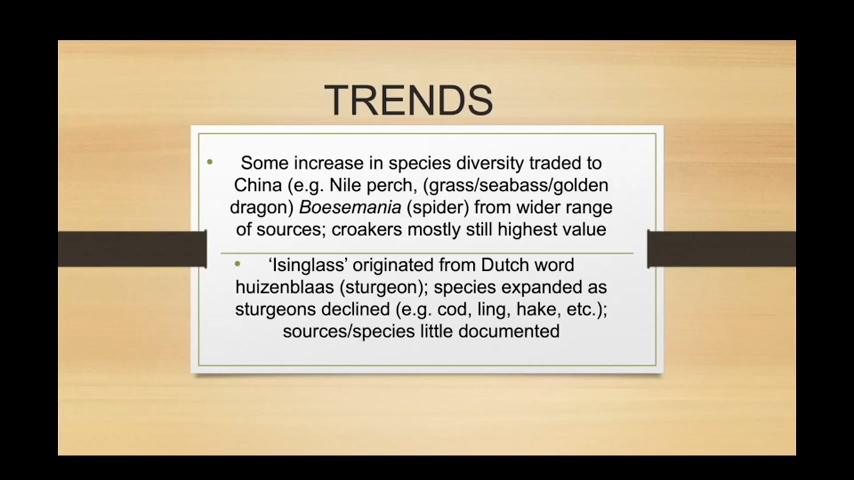 TRENDS
• Some increase in species diversity traded to
China (e.g. Nile perch, (grass/seabass/golden
dragon) Boesemania (spider) from wider range
of sources; croakers mostly still highest value
• ‘Isinglass’ originated from Dutch word
huizenblaas (sturgeon); species expanded as
sturgeons declined (e.g. cod, ling, hake, etc.);
sources/species little documented